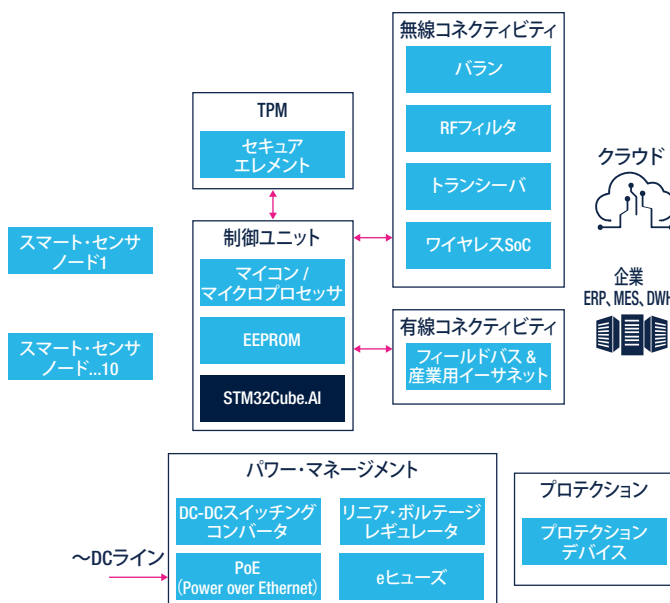 無線コネクティビティ
バラン
RFフィルタ
トランシーバ
ワイヤレスSoC
TPM
セキュア
エレメント
クラウド
スマート・センサ
ノード1
制御ユニット
マイコン /
マイクロプロセッサ
EEPROM
STM32Cube.AI
企業
ERP、MES、DWH
スマート・センサ
ノード...10
有線コネクティビティ
フィールドバス &
産業用イーサネット
パワー・マネージメント
DC-DCスイッチング
コンバータ
リニア・ボルテージ
レギュレータ
〜DCライン
PoE
(Power over Ethernet)
eヒューズ
プロテクション
プロテクション
デバイス